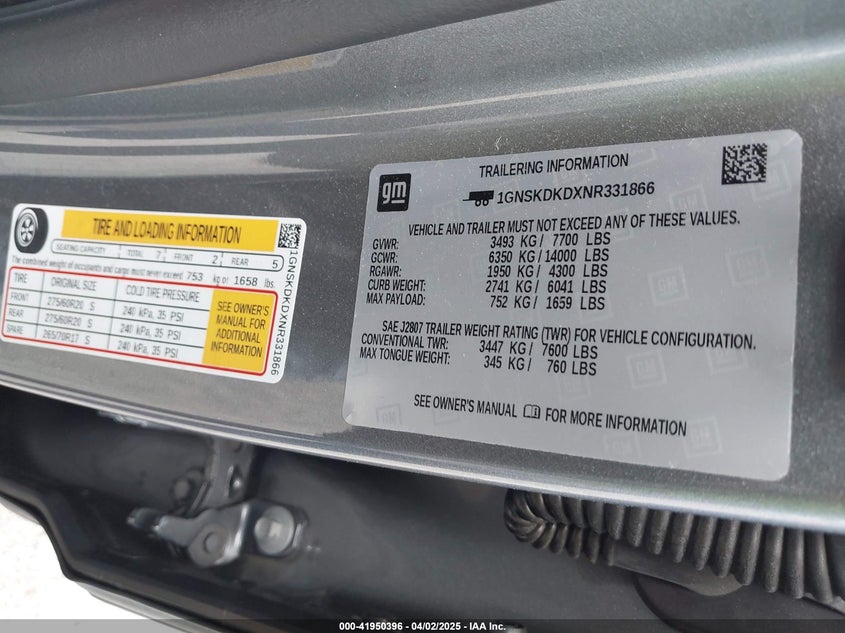 TIRE AND LOADING INFORMATION
SEATING CAPACITY TOTAL 7 FRONT 2 REAR 5
The combined weight of occupants and cargo must never exceed 753 kg or 1658 lbs.
TIRE ORIGINAL SIZE COLD TIRE PRESSURE
FRONT 275/60R20 S 240 kPa, 35 PSI
REAR 275/60R20 S 240 kPa, 35 PSI
SPARE 265/70R17 S 240 kPa, 35 PSI
SEE OWNER'S
MANUAL FOR
ADDITIONAL
INFORMATION
1GNSKDKDXNR331866
gm
TRAILERING INFORMATION
1GNSKDKDXNR331866
VEHICLE AND TRAILER MUST NOT EXCEED ANY OF THESE VALUES.
GVWR: 3493 KG / 7700 LBS
GCWR: 6350 KG / 14000 LBS
RGAWR: 1950 KG / 4300 LBS
CURB WEIGHT: 2741 KG / 6041 LBS
MAX PAYLOAD: 752 KG / 1659 LBS
SAE J2807 TRAILER WEIGHT RATING (TWR) FOR VEHICLE CONFIGURATION.
CONVENTIONAL TWR: 3447 KG / 7600 LBS
MAX TONGUE WEIGHT: 345 KG / 760 LBS
SEE OWNER'S MANUAL FOR MORE INFORMATION
000-41950396 - 04/02/2025 - IAA Inc.